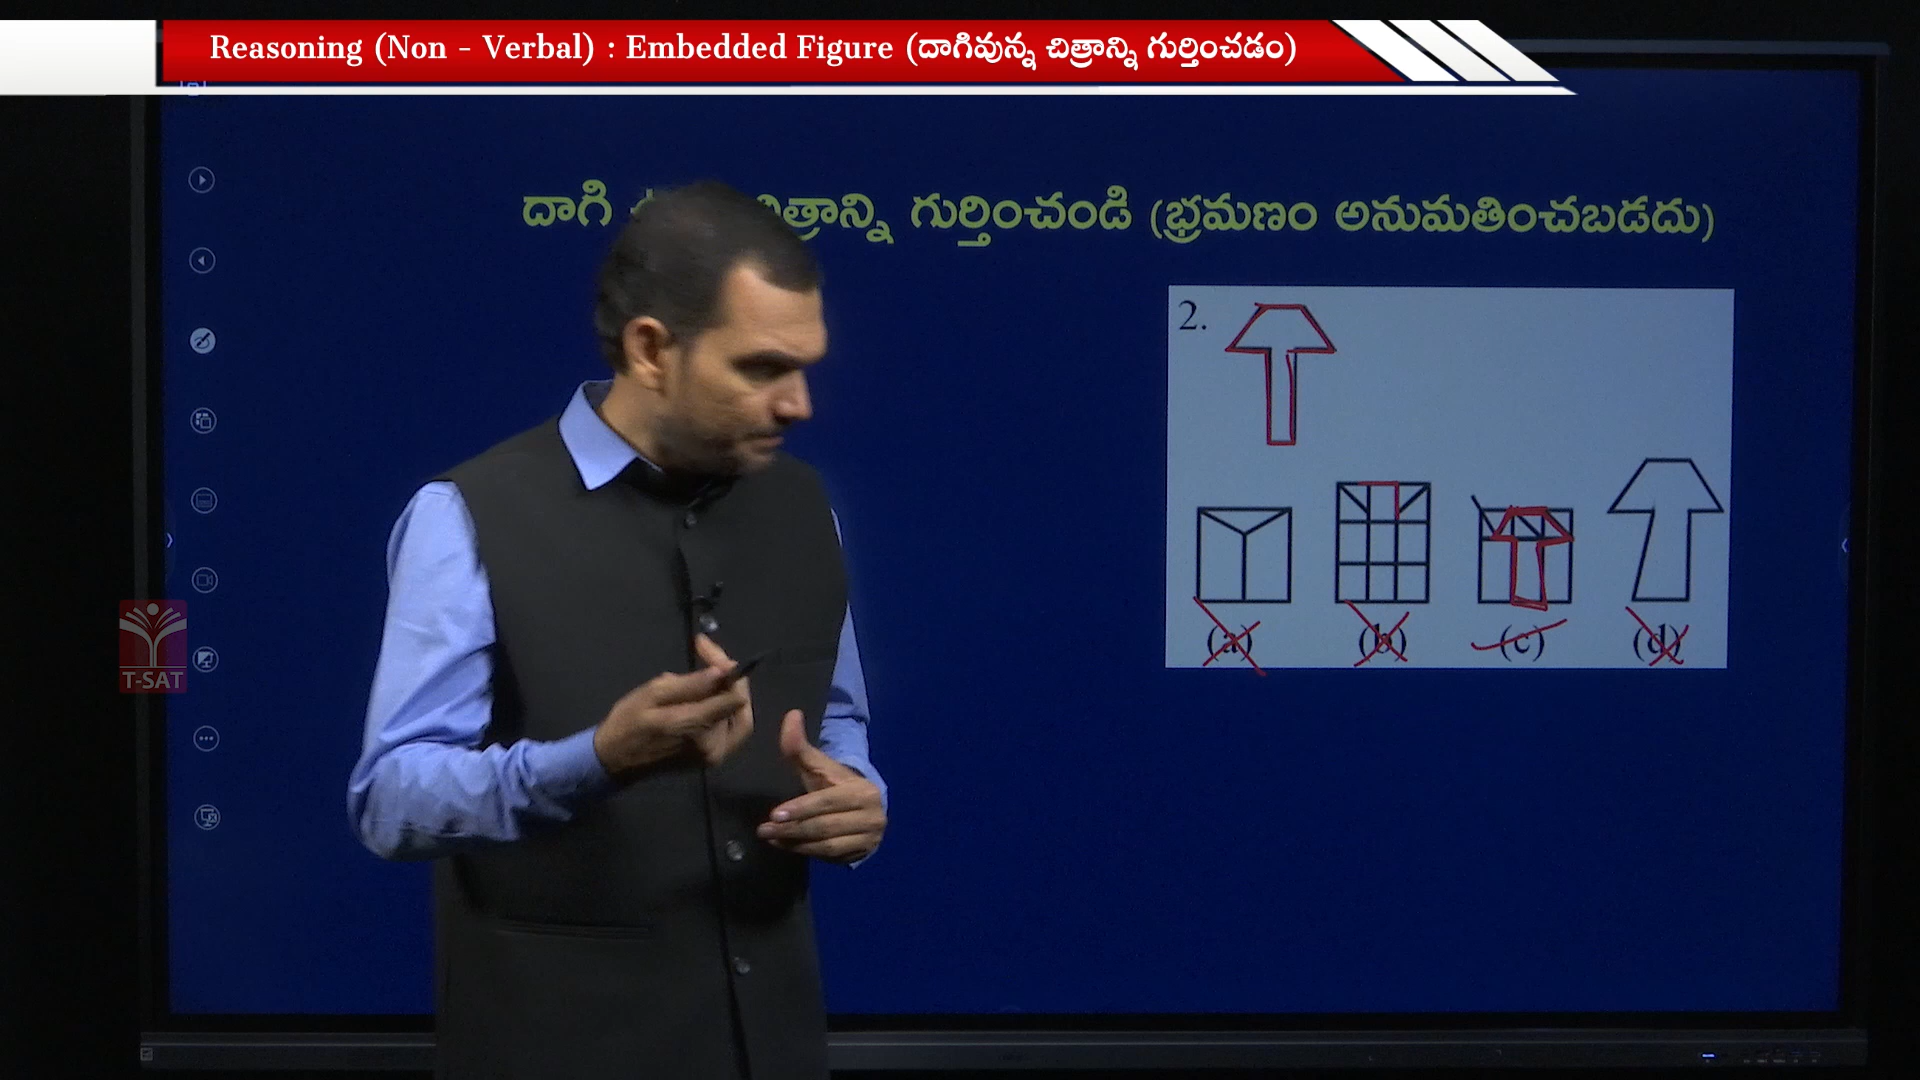 Reasoning (Non - Verbal) : Embedded Figure (దాగివున్న చిత్రాన్ని గుర్తించడం)
దాగి చిత్రాన్ని గుర్తించండి (భ్రమణం అనుమతించబడదు)
2.
(a) (b) (c) (d)
T-SAT